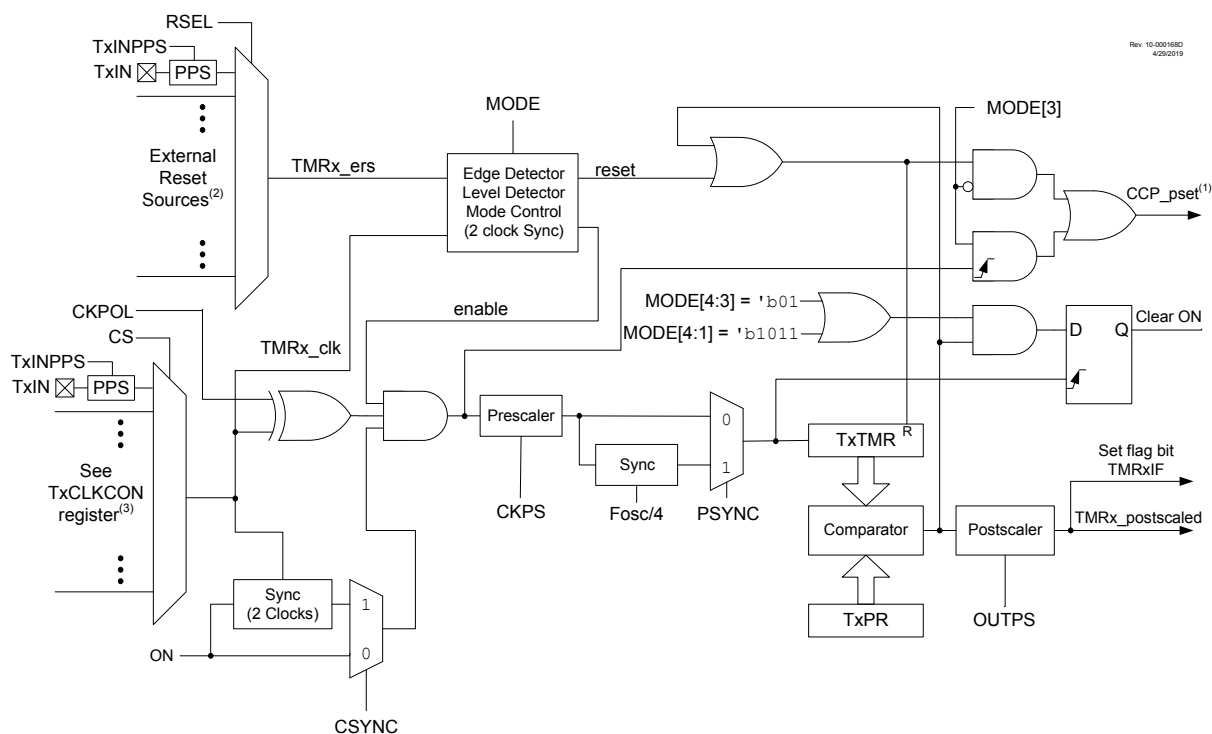 RSEL
TxINPPS
TxIN
PPS
Rev. 10-000168D
4/29/2019
MODE
MODE[3]
External
Reset
Sources(2)
TMRx_ers
Edge Detector
Level Detector
Mode Control
(2 clock Sync)
reset
CCP_pset(1)
CKPOL
CS
enable
MODE[4:3] = 'b01
MODE[4:1] = 'b1011
D
Q
Clear ON
TxINPPS
TxIN
PPS
TMRx_clk
Prescaler
0
1
Sync
CKPS
Fosc/4
PSYNC
TxTMR
R
See
TxCLKCON
register(3)
Set flag bit
TMRxIF
Comparator
Postscaler
TMRx_postscaled
Sync
(2 Clocks)
1
0
TxPR
OUTPS
ON
CSYNC